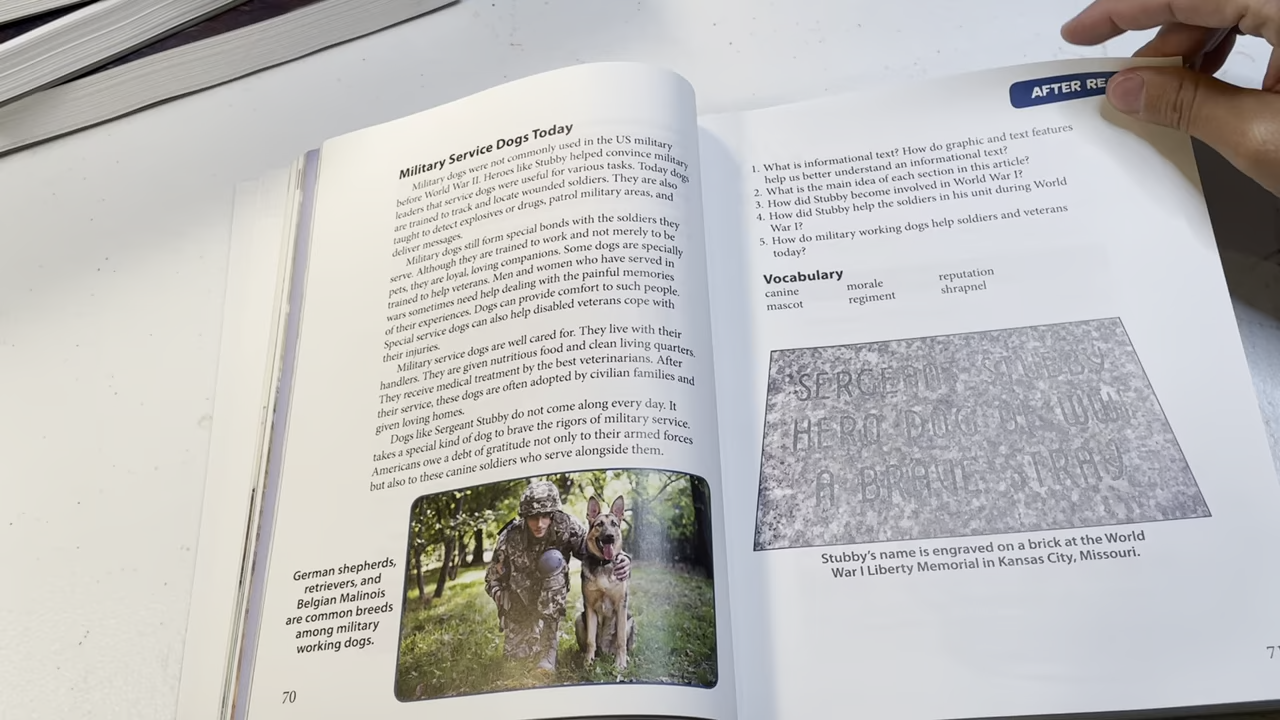 Military Service Dogs Today
Military dogs were not commonly used in the US military
before World War II. Heroes like Stubby helped convince military
leaders that service dogs were useful for various tasks. Today dogs
are trained to track and locate wounded soldiers. They are also
taught to detect explosives or drugs, patrol military areas, and
deliver messages.
Military dogs still form special bonds with the soldiers they
serve. Although they are trained to work and not merely to be
pets, they are loyal, loving companions. Some dogs are specially
trained to help veterans. Men and women who have served in
wars sometimes need help dealing with the painful memories
of their experiences. Dogs can provide comfort to such people.
Special service dogs can also help disabled veterans cope with
their injuries.
Military service dogs are well cared for. They live with their
handlers. They are given nutritious food and clean living quarters.
They receive medical treatment by the best veterinarians. After
their service, these dogs are often adopted by civilian families and
given loving homes.
Dogs like Sergeant Stubby do not come along every day. It
takes a special kind of dog to brave the rigors of military service.
Americans owe a debt of gratitude not only to their armed forces
but also to these canine soldiers who serve alongside them.
German shepherds,
retrievers, and
Belgian Malinois
are common breeds
among military
working dogs.
70
AFTER RE
1. What is informational text? How do graphic and text features
help us better understand an informational text?
2. What is the main idea of each section in this article?
3. How did Stubby become involved in World War I?
4. How did Stubby help the soldiers in his unit during World
War I?
5. How do military working dogs help soldiers and veterans
today?
Vocabulary
canine morale reputation
mascot regiment shrapnel
SERGEANT STUBBY
HERO DOG OF WWI
A BRAVE STRAY
Stubby's name is engraved on a brick at the World
War I Liberty Memorial in Kansas City, Missouri.